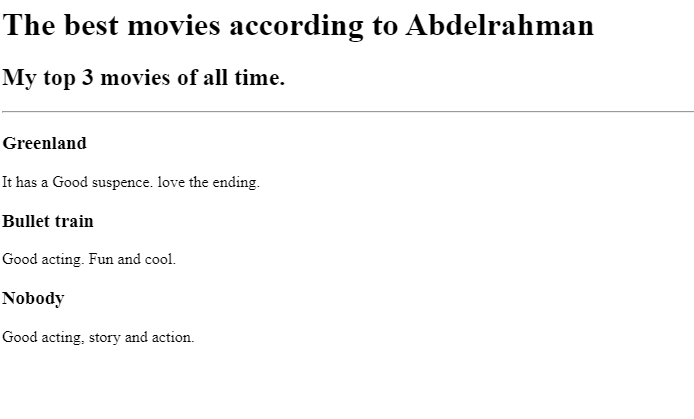 The best movies according to Abdelrahman
My top 3 movies of all time.
Greenland
It has a Good suspence. love the ending.
Bullet train
Good acting. Fun and cool.
Nobody
Good acting, story and action.